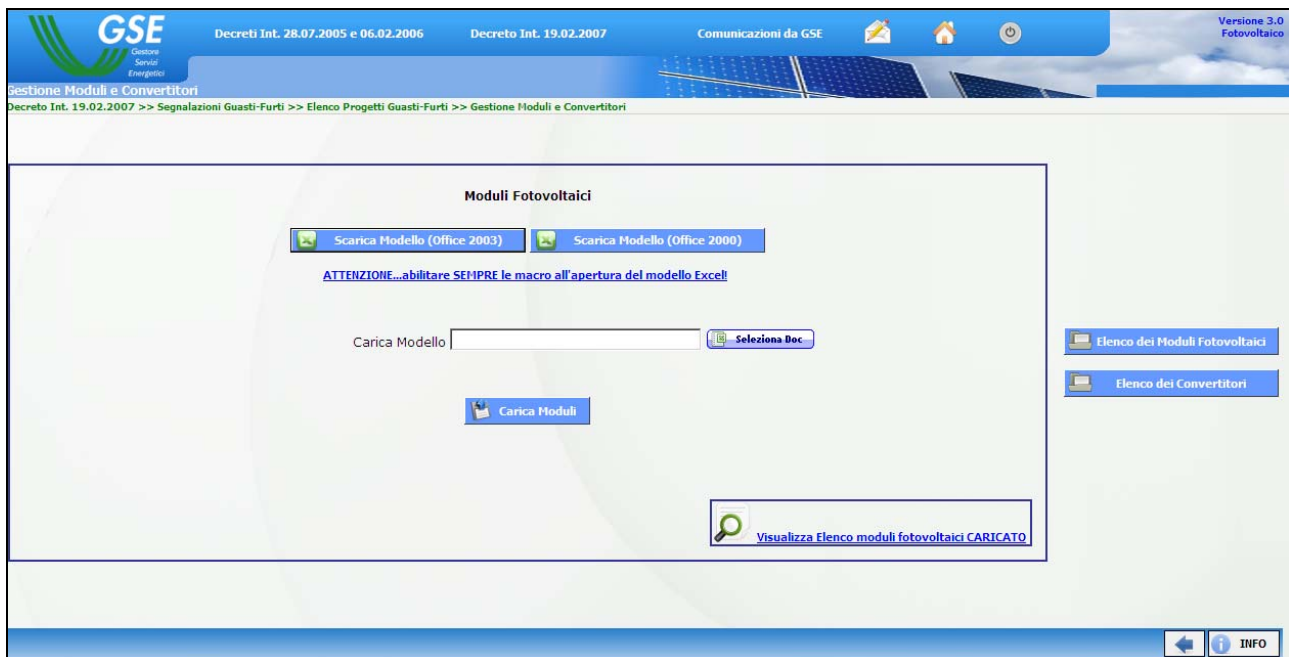 GSE
Gestore
Servizi
Energetici
Decreti Int. 28.07.2005 e 06.02.2006
Decreto Int. 19.02.2007
Comunicazioni da GSE
Versione 3.0
Fotovoltaico
Gestione Moduli e Convertitori
Decreto Int. 19.02.2007 >> Segnalazioni Guasti-Furti >> Elenco Progetti Guasti-Furti >> Gestione Moduli e Convertitori
Moduli Fotovoltaici
Scarica Modello (Office 2003)
Scarica Modello (Office 2000)
ATTENZIONE...abilitare SEMPRE le macro all'apertura del modello Excel!
Carica Modello
Seleziona Doc
Elenco dei Moduli Fotovoltaici
Elenco dei Convertitori
Carica Moduli
Visualizza Elenco moduli fotovoltaici CARICATO
INFO